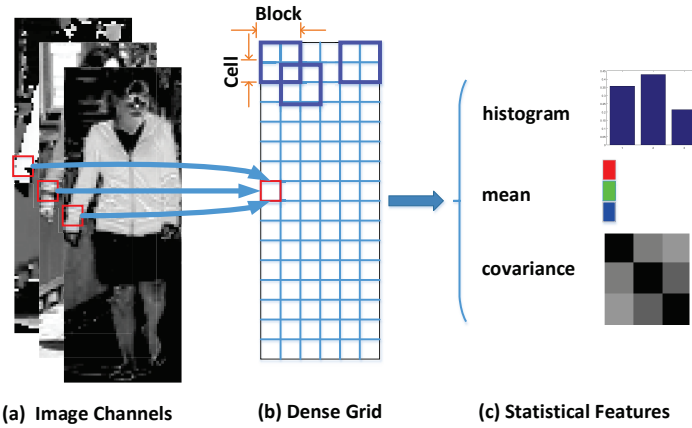 Block
Cell
histogram
mean
covariance
(a) Image Channels
(b) Dense Grid
(c) Statistical Features